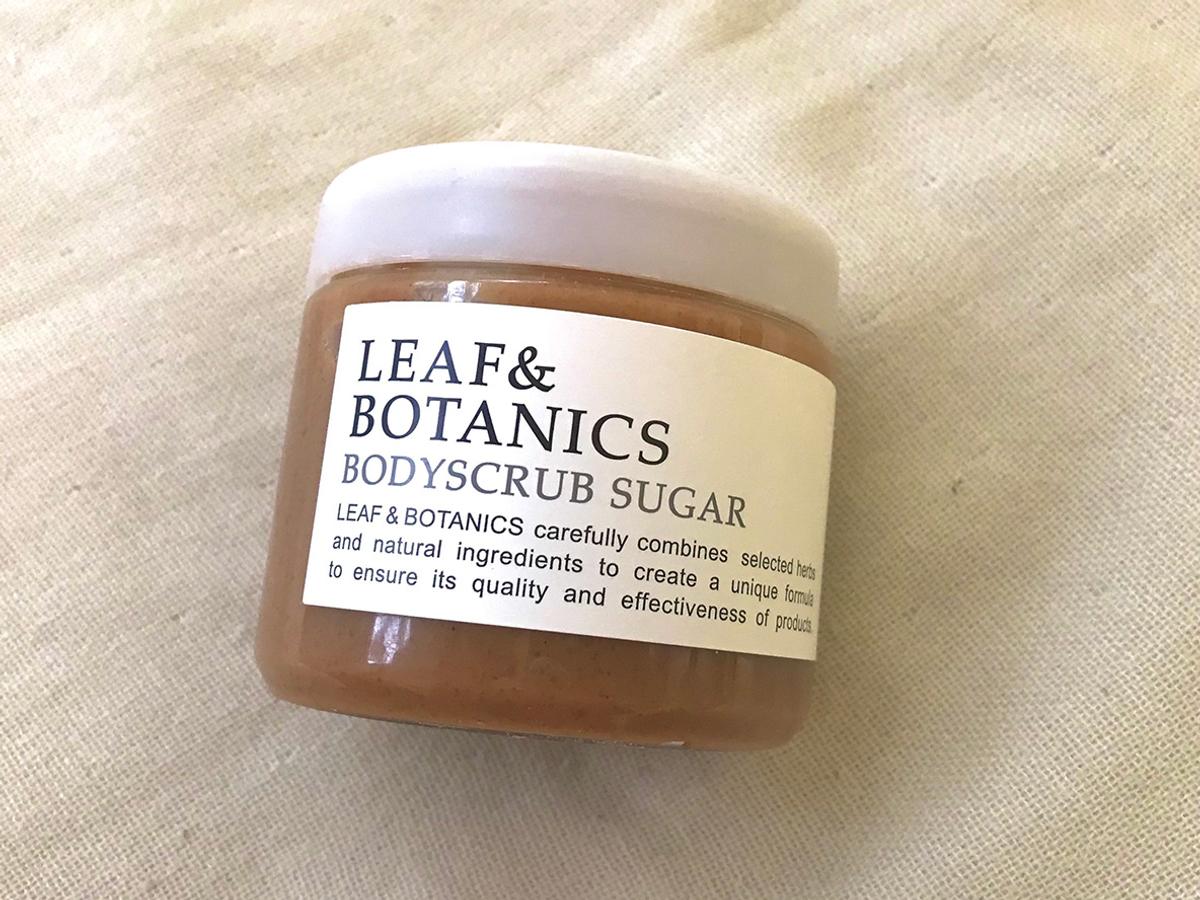 LEAF&
BOTANICS
BODYSCRUB SUGAR
LEAF & BOTANICS carefully combines selected herbs
and natural ingredients to create a unique formula
to ensure its quality and effectiveness of products.